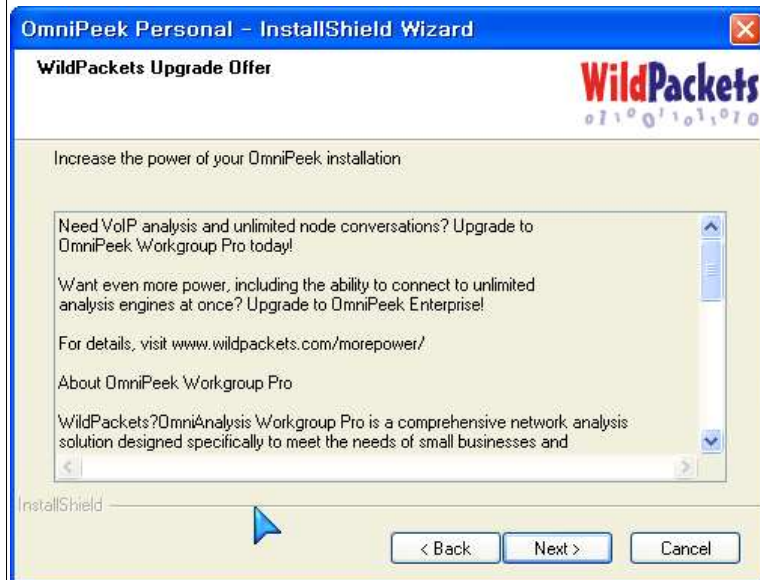 OmniPeek Personal - InstallShield Wizard
WildPackets Upgrade Offer
WildPackets
Increase the power of your OmniPeek installation
Need VoIP analysis and unlimited node conversations? Upgrade to
OmniPeek Workgroup Pro today!
Want even more power, including the ability to connect to unlimited
analysis engines at once? Upgrade to OmniPeek Enterprise!
For details, visit www.wildpackets.com/morepower/
About OmniPeek Workgroup Pro
WildPackets?OmniAnalysis Workgroup Pro is a comprehensive network analysis
solution designed specifically to meet the needs of small businesses and
InstallShield
< Back
Next >
Cancel